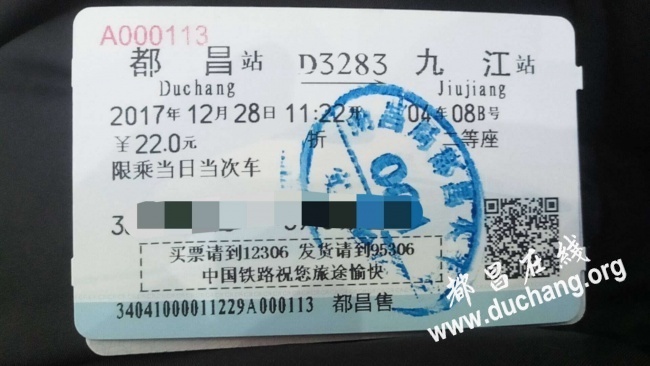 A000113
都昌站 D3283 九江站
Duchang Jiujiang
2017年12月28日 11:22开 04车08B号
￥22.0元 折 二等座
限乘当日当次车
买票请到12306 发货请到95306
中国铁路祝您旅途愉快
34041000011229A000113 都昌售
都昌在线
www.duchang.org